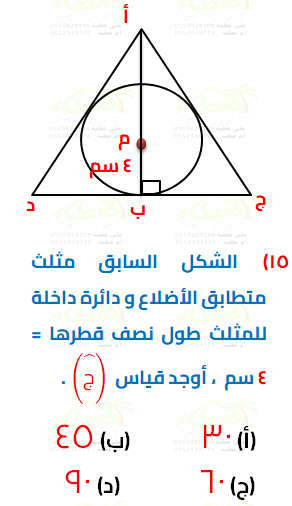 أ
م
٤ سم
د
ب
ج
١٥) الشكل السابق مثلث
متطابق الأضلاع و دائرة داخلة
للمثلث طول نصف قطرها =
٤ سم ، أوجد قياس (ج) .
(أ) ٣٠ (ب) ٤٥
(ج) ٦٠ (د) ٩٠